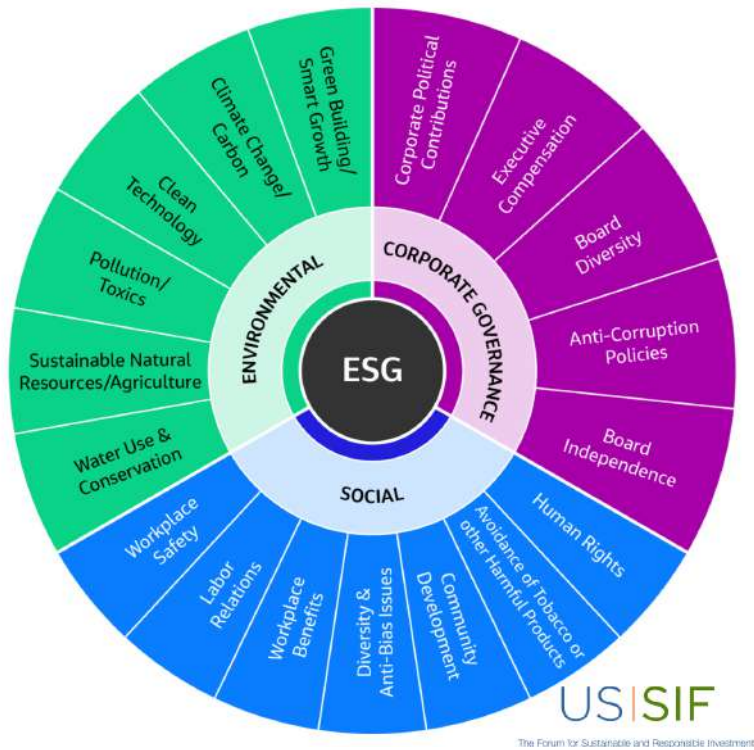 Green Building/
Smart Growth
Climate Change/
Carbon
Clean
Technology
Pollution/
Toxics
Sustainable Natural
Resources/Agriculture
Water Use &
Conservation
Corporate Political
Contributions
Executive
Compensation
Board
Diversity
Anti-Corruption
Policies
Board
Independence
ENVIRONMENTAL
CORPORATE GOVERNANCE
ESG
SOCIAL
Workplace
Safety
Labor
Relations
Workplace
Benefits
Diversity &
Anti-Bias Issues
Community
Development
Avoidance of Tobacco or
other Harmful Products
Human Rights
US|SIF
The Forum for Sustainable and Responsible Investment